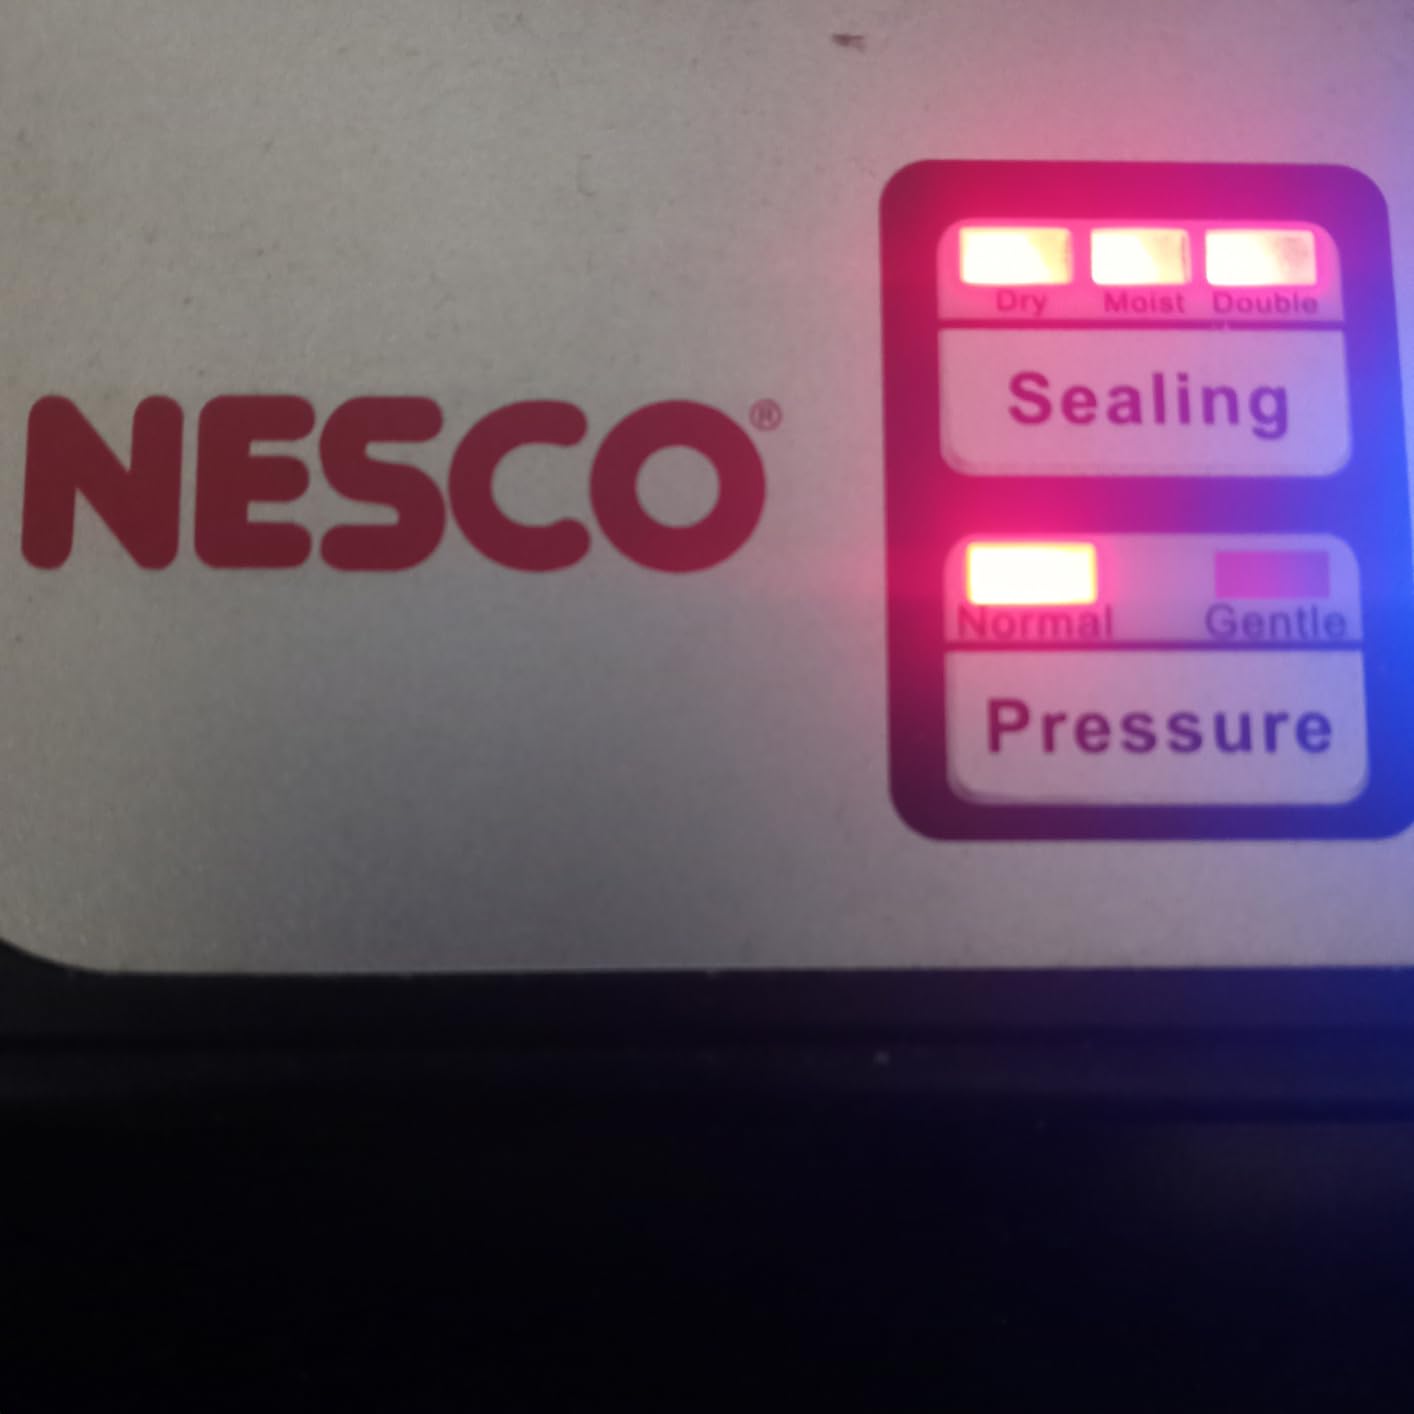 Dry Moist Double
Sealing
NESCO®
Normal Gentle
Pressure